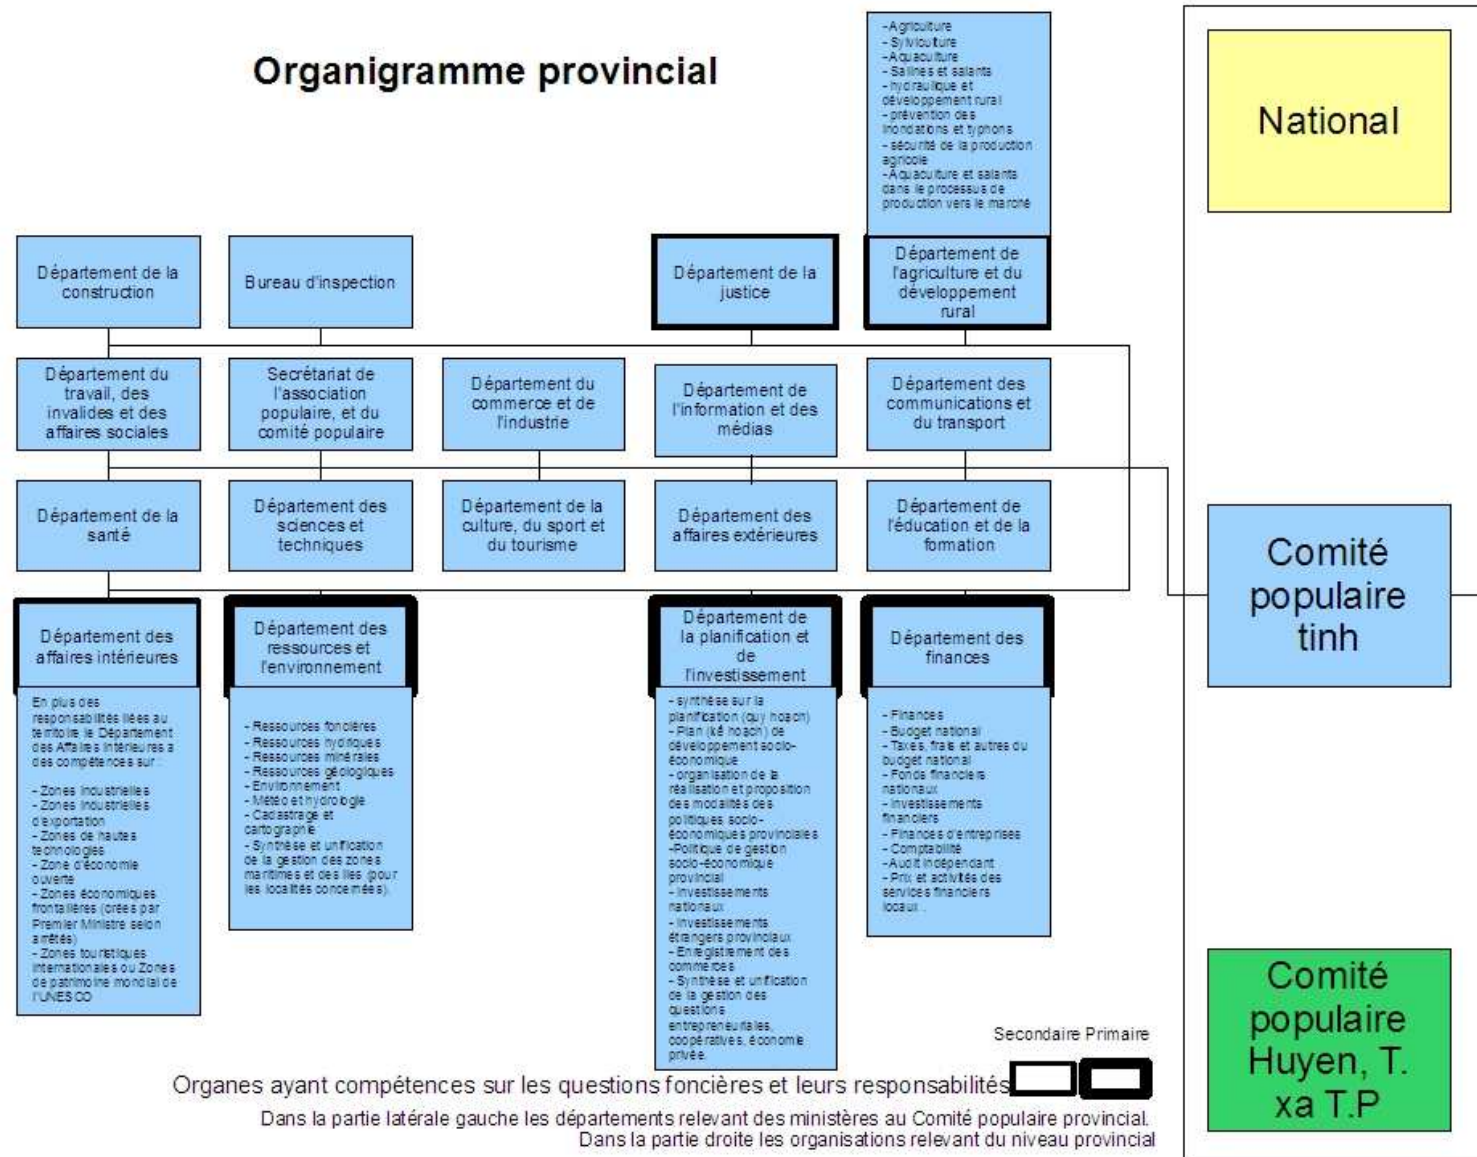 Organigramme provincial
- Agriculture
- Sylviculture
- Aquaculture
- Salines et salants
- hydraulique et
développement rural
- prévention des
inondations et typhons
- sécurité de la production
agricole
- Aquaculture et salants
dans le processus de
production vers le marché
National
Département de la
construction
Bureau d'inspection
Département de la
justice
Département de
l'agriculture et du
développement
rural
Département du
travail, des
invalides et des
affaires sociales
Secrétariat de
l'association
populaire, et du
comité populaire
Département du
commerce et de
l'industrie
Département de
l'information et des
médias
Département des
communications et
du transport
Département de la
santé
Département des
sciences et
techniques
Département de la
culture, du sport et
du tourisme
Département des
affaires extérieures
Département de
l'éducation et de la
formation
Comité
populaire
tinh
Département des
affaires intérieures
Département des
ressources et
l'environnement
Département de
la planification et
de
l'investissement
Département des
finances
En plus des
responsabilités liées au
territoire le Département
des Affaires Intérieures a
des compétences sur
- Zones industrielles
- Zones industrielles
d'exportation
- Zones de hautes
technologies
- Zone d'économie
ouverte
- Zones économiques
frontalières (crées par
Premier Ministre selon
arrêtés)
- Zones touristiques
internationales ou Zones
de patrimoine mondial de
l'UNESCO
- Ressources foncières
- Ressources hydriques
- Ressources minérales
- Ressources géologiques
- Environnement
- Météo et hydrologie
- Cadastrage et
cartographie
- Synthèse et unification
de la gestion des zones
maritimes et des îles (pour
les localités concernées).
- synthèse sur la
planification (quy hoach)
- Plan (kê hoach) de
développement socio-
économique
- organisation de la
réalisation et proposition
des modalités des
politiques socio-
économiques provinciales
-Politique de gestion
socio-économique
provincial
- Investissements
nationaux
- Investissements
étrangers provinciaux
- Enregistrement des
commerces
- Synthèse et unification
de la gestion des
questions
entrepreneuriales,
coopératives, économie
privée.
- Finances
- Budget national
- Taxes, frais et autres du
budget national
- Fonds financiers
nationaux
- Investissements
financiers
- Finances d'entreprises
- Comptabilité
-Audit indépendant
- Prix et activités des
services financiers
locaux.
Comité
populaire
Huyen, T.
xa T.P
Secondaire Primaire
Organes ayant compétences sur les questions foncières et leurs responsabilités
Dans la partie latérale gauche les départements relevant des ministères au Comité populaire provincial.
Dans la partie droite les organisations relevant du niveau provincial